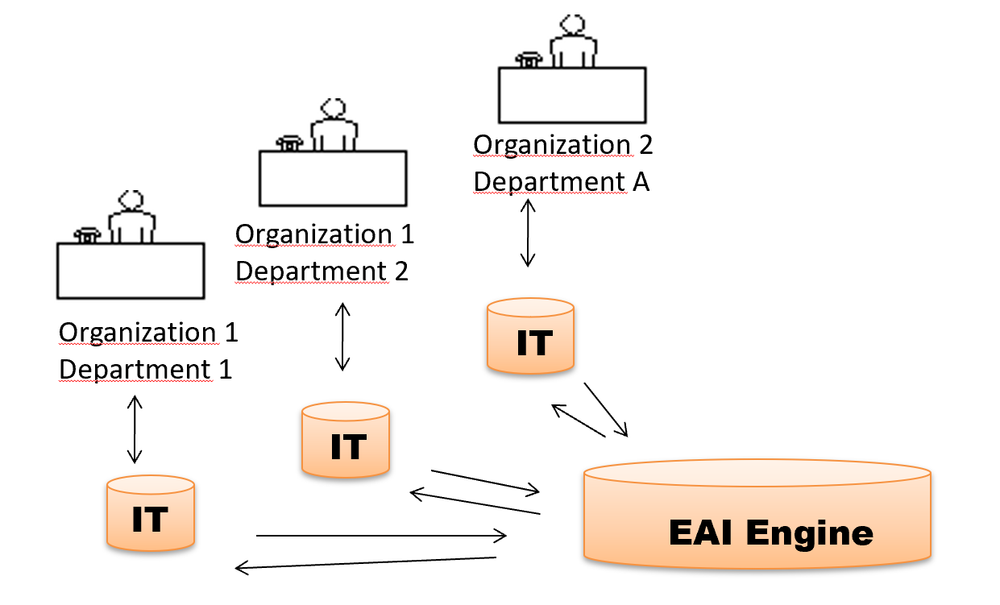 Organization 2
Department A
Organization 1
Department 2
Organization 1
Department 1
IT
IT
IT
EAI Engine